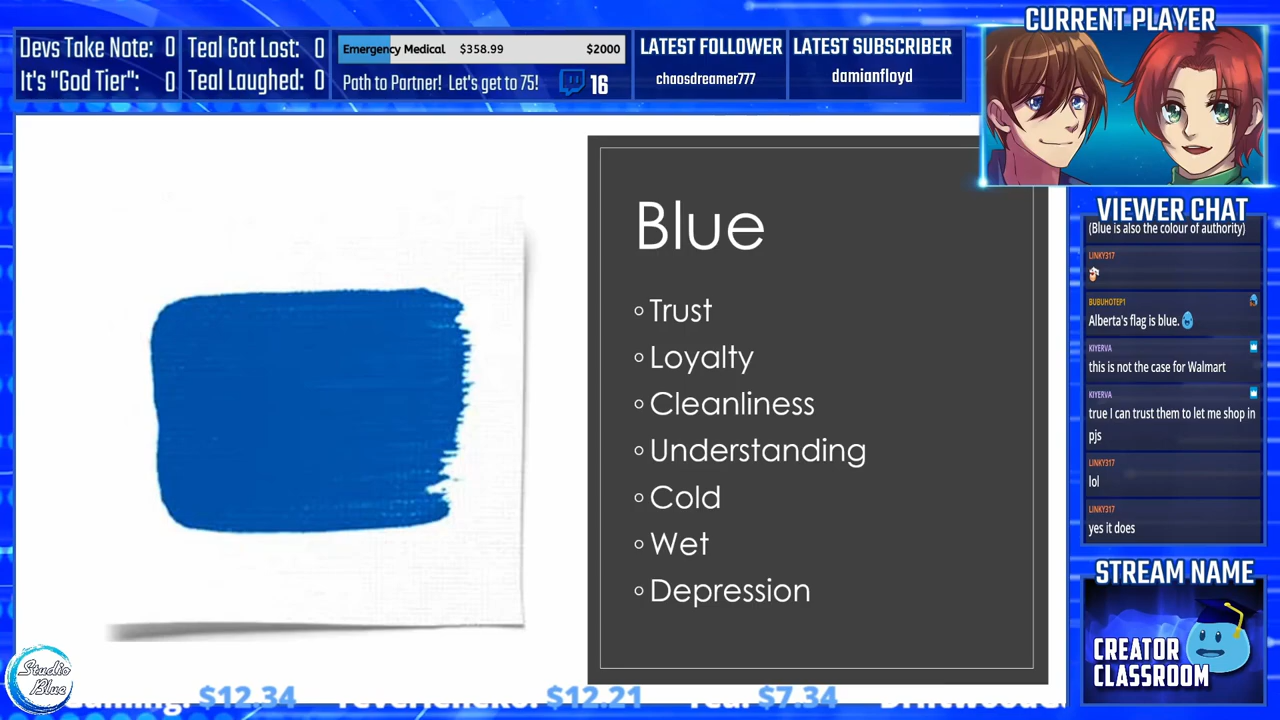 CURRENT PLAYER
Devs Take Note: 0
It's "God Tier": 0
Teal Got Lost: 0
Teal Laughed: 0
Emergency Medical $358.99 $2000
Path to Partner! Let's get to 75! 16
LATEST FOLLOWER
chaosdreamer777
LATEST SUBSCRIBER
damianfloyd
Blue
Trust
Loyalty
Cleanliness
Understanding
Cold
Wet
Depression
VIEWER CHAT
(Blue is also the colour of authority)
LINKY317
BUBUHOTEP1
Alberta's flag is blue.
KIYERVA
this is not the case for Walmart
KIYERVA
true I can trust them to let me shop in
pjs
LINKY317
lol
LINKY317
yes it does
STREAM NAME
CREATOR
CLASSROOM
Studio
Blue
$12.34 $12.21 $7.34